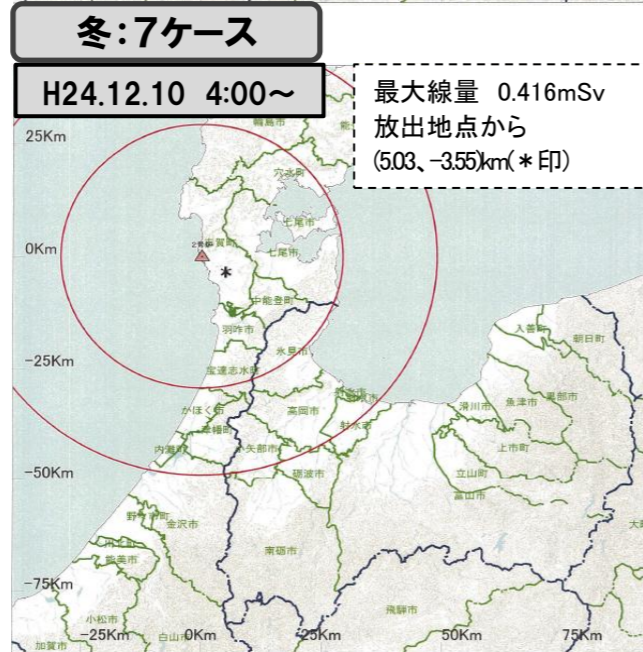 冬：7ケース
H24.12.10 4:00～
最大線量 0.416mSv
放出地点から
(5.03、−3.55)km(＊印)
輪島市
25Km
穴水町
七尾市
志賀町
0Km
七尾市
*
中能登町
羽咋市
入善町
朝日町
氷見市
−25Km
宝達志水町
魚津市
黒部市
滑川市
かほく市
高岡市
射水市
津幡町
内灘町
小矢部市
上市町
−50Km
砺波市
立山町
富山市
野々市町
金沢市
能美市
南砺市
−75Km
飛騨市
小松市
−25Km
0Km
25Km
50Km
75Km
白山市
加賀市